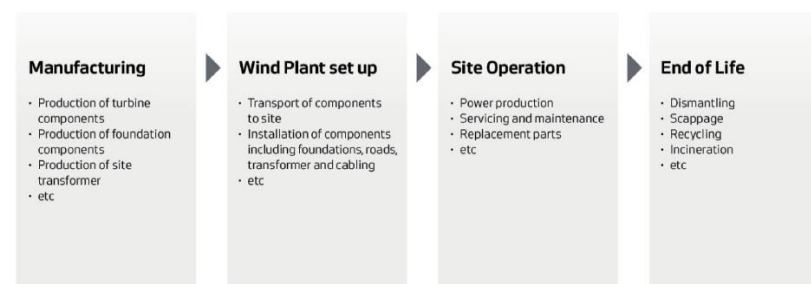 Manufacturing
· Production of turbine
components
· Production of foundation
components
· Production of site
transformer
· etc
Wind Plant set up
· Transport of components
to site
· Installation of components
including foundations, roads,
transformer and cabling
· etc
Site Operation
· Power production
· Servicing and maintenance
· Replacement parts
· etc
End of Life
· Dismantling
· Scappage
· Recycling
· Incineration
· etc